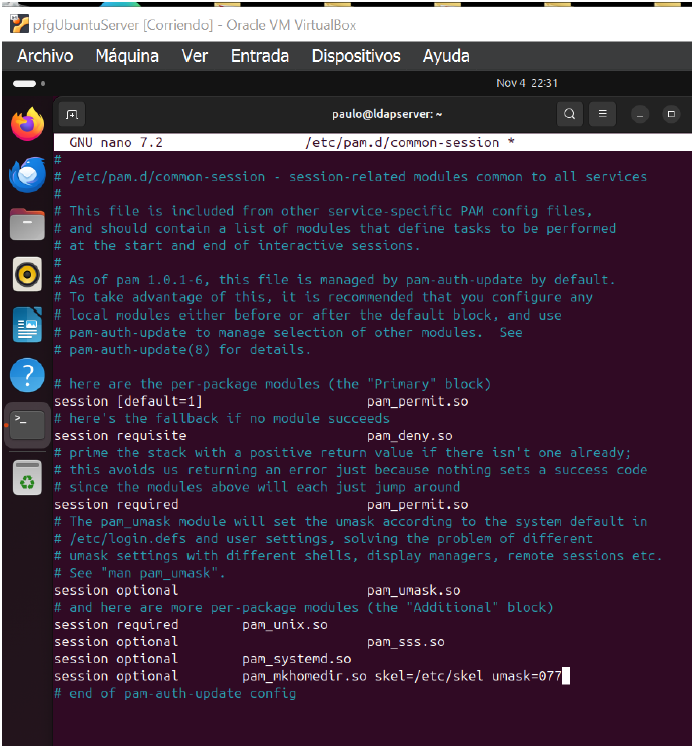 pfgUbuntuServer [Corriendo] - Oracle VM VirtualBox
Archivo Máquina Ver Entrada Dispositivos Ayuda
Nov 4 22:31
paulo@ldapserver: ~
GNU nano 7.2 /etc/pam.d/common-session *
#
# /etc/pam.d/common-session - session-related modules common to all services
#
# This file is included from other service-specific PAM config files,
# and should contain a list of modules that define tasks to be performed
# at the start and end of interactive sessions.
#
# As of pam 1.0.1-6, this file is managed by pam-auth-update by default.
# To take advantage of this, it is recommended that you configure any
# local modules either before or after the default block, and use
# pam-auth-update to manage selection of other modules.  See
# pam-auth-update(8) for details.
# here are the per-package modules (the "Primary" block)
session [default=1] pam_permit.so
# here's the fallback if no module succeeds
session requisite pam_deny.so
# prime the stack with a positive return value if there isn't one already;
# this avoids us returning an error just because nothing sets a success code
# since the modules above will each just jump around
session required pam_permit.so
# The pam_umask module will set the umask according to the system default in
# /etc/login.defs and user settings, solving the problem of different
# umask settings with different shells, display managers, remote sessions etc.
# See "man pam_umask".
session optional pam_umask.so
# and here are more per-package modules (the "Additional" block)
session required pam_unix.so
session optional pam_sss.so
session optional pam_systemd.so
session optional pam_mkhomedir.so skel=/etc/skel umask=077
# end of pam-auth-update config